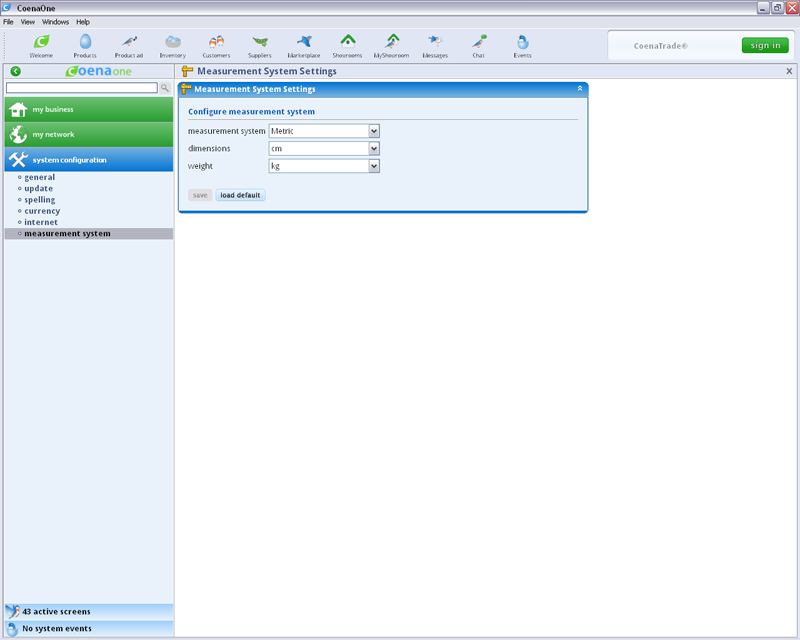 CoenaOne
File View Windows Help
Welcome Products Product ad Inventory Customers Suppliers Marketplace Showrooms MyShowroom Messages Chat Events
CoenaTrade®
sign in
Coenaone
Measurement System Settings
my business
my network
system configuration
general
update
spelling
currency
internet
measurement system
Measurement System Settings
Configure measurement system
measurement system Metric
dimensions cm
weight kg
save load default
43 active screens
No system events